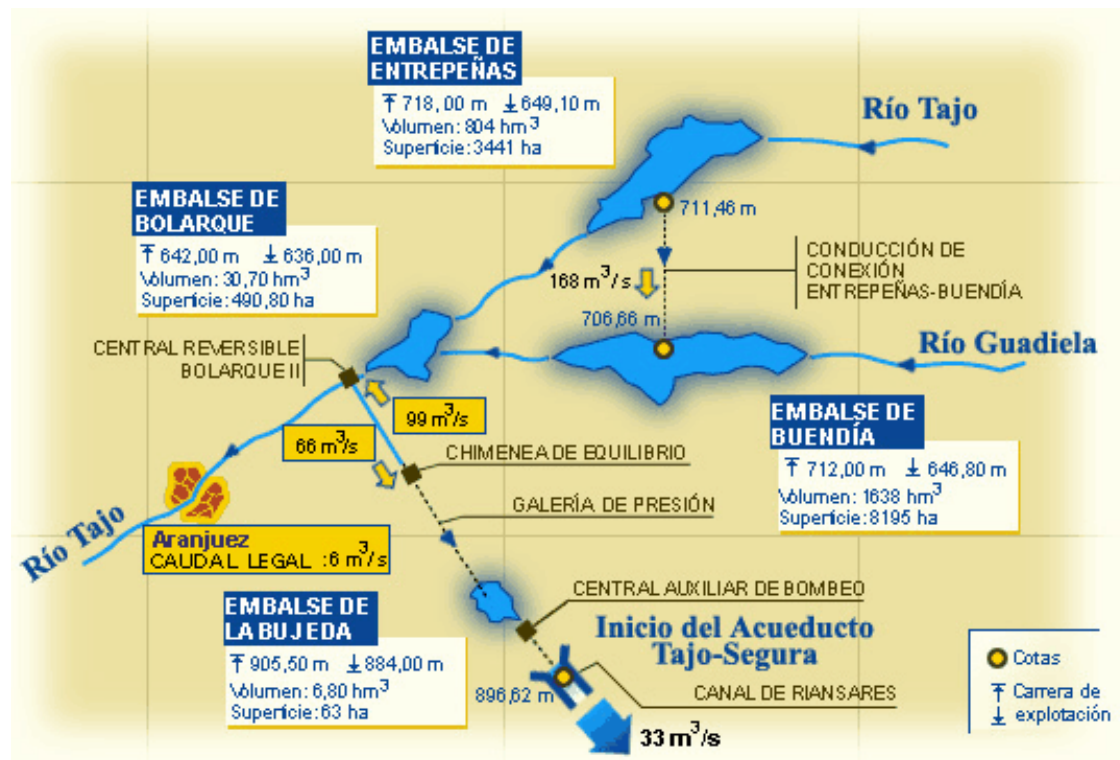 EMBALSE DE
ENTREPEÑAS
718,00 m 649,10 m
Volumen: 804 hm³
Superficie: 3441 ha
Río Tajo
711,46 m
EMBALSE DE
BOLARQUE
642,00 m 636,00 m
Volumen: 30,70 hm³
Superficie: 490,80 ha
CONDUCCIÓN DE
CONEXIÓN
ENTREPEÑAS-BUENDÍA
168 m³/s
706,66 m
CENTRAL REVERSIBLE
BOLARQUE II
Río Guadiela
99 m³/s
66 m³/s
EMBALSE DE
BUENDÍA
712,00 m 646,80 m
Volumen: 1638 hm³
Superficie: 8195 ha
CHIMENEA DE EQUILIBRIO
GALERÍA DE PRESIÓN
Río Tajo
Aranjuez
CAUDAL LEGAL :6 m³/s
CENTRAL AUXILIAR DE BOMBEO
EMBALSE DE
LA BUJEDA
905,50 m 884,00 m
Volumen: 6,80 hm³
Superficie: 63 ha
Inicio del Acueducto
Tajo-Segura
896,62 m
CANAL DE RIANSARES
33 m³/s
Cotas
Carrera de
explotación